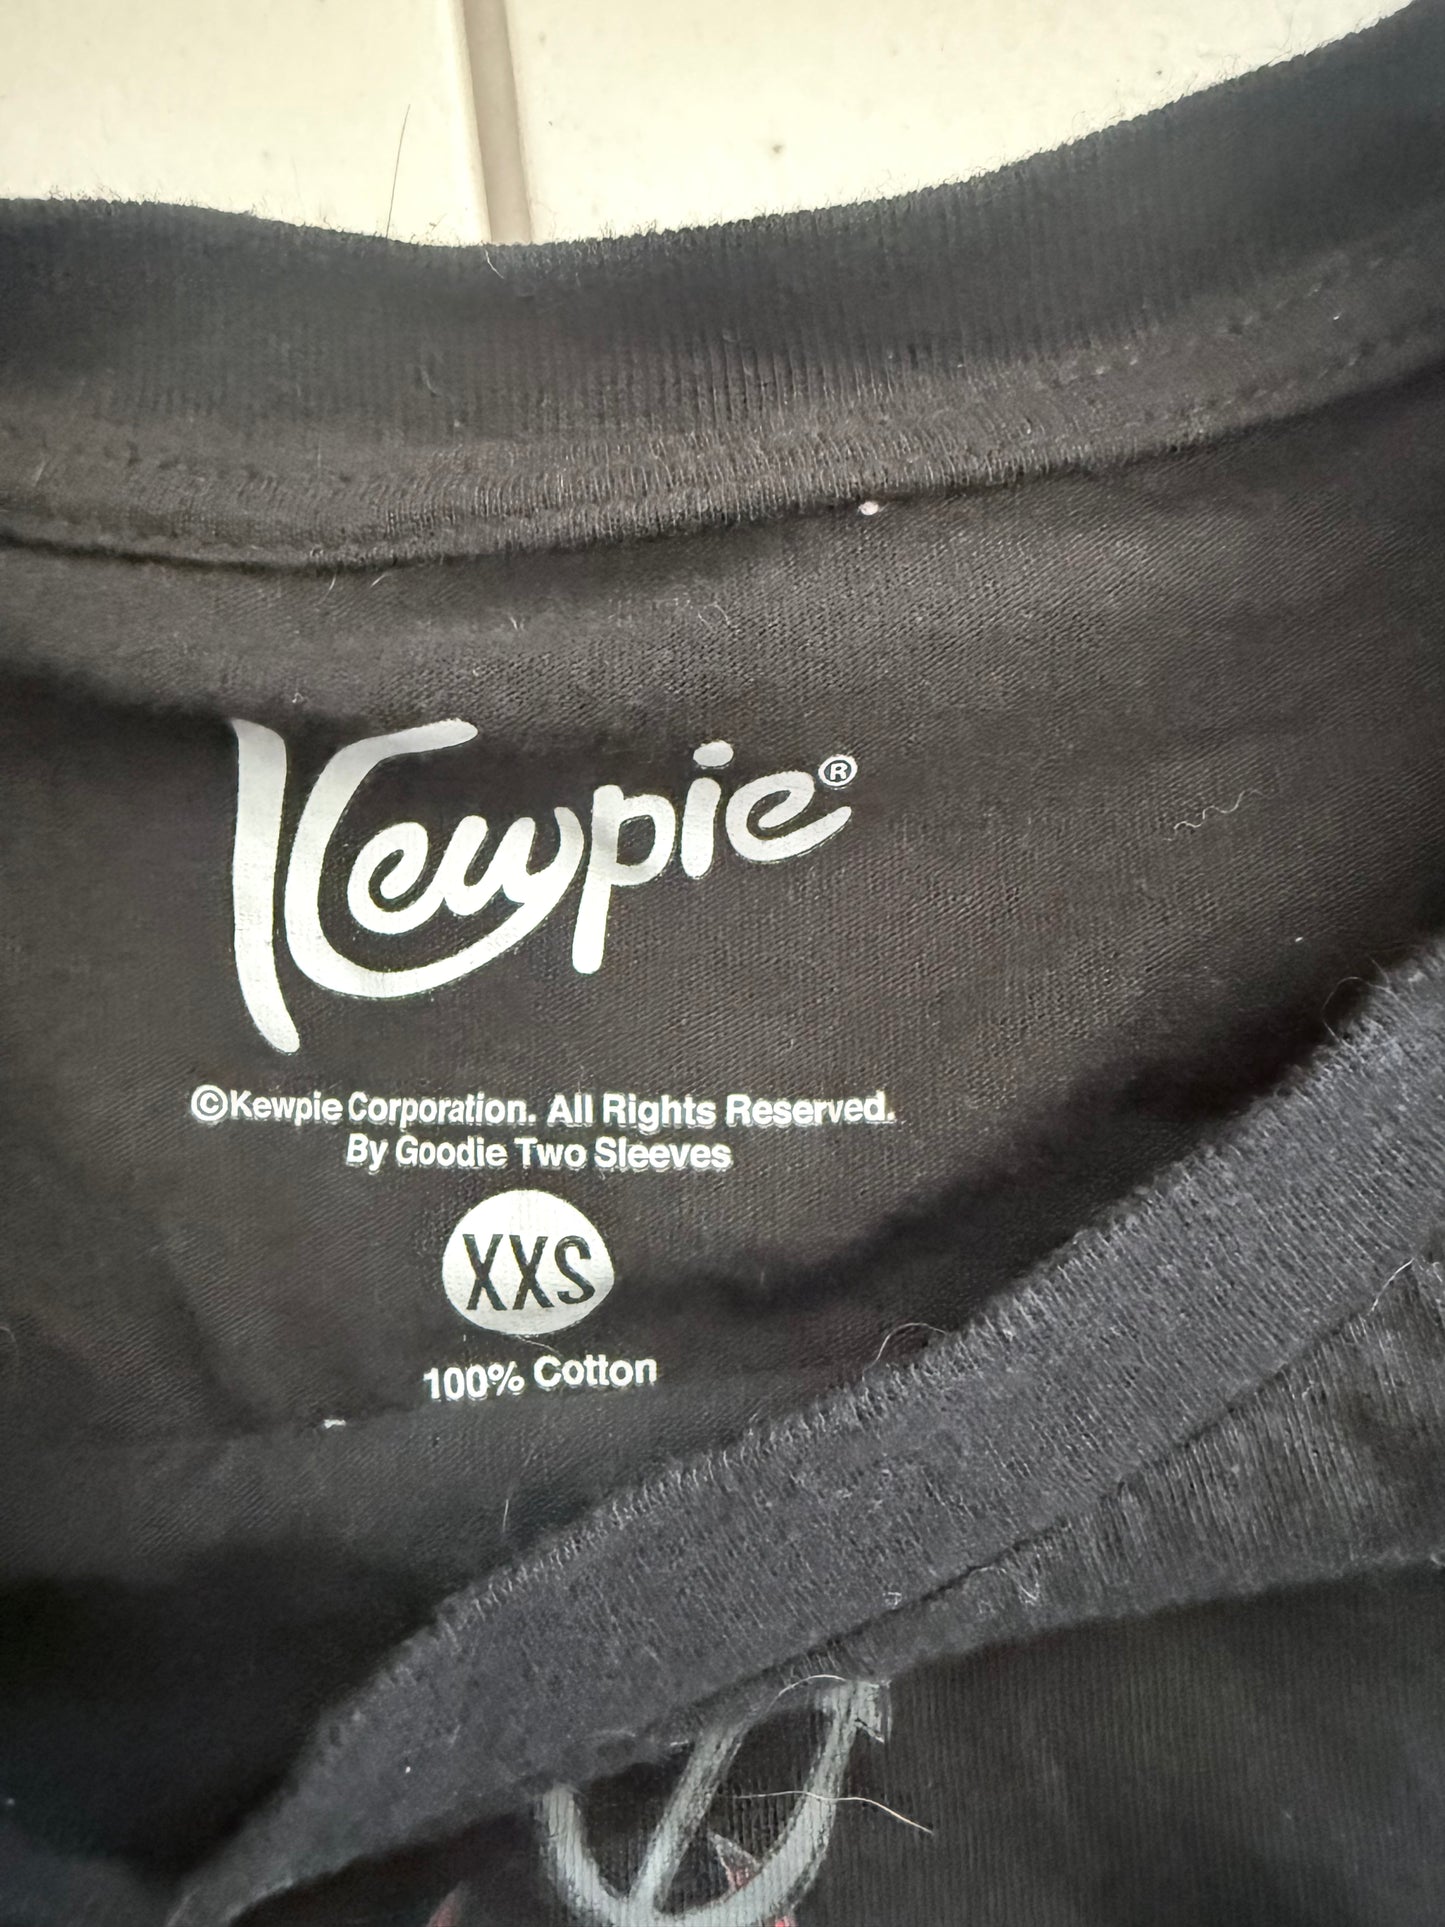 Kewpie®
©Kewpie Corporation. All Rights Reserved.
By Goodie Two Sleeves
XXS
100% Cotton